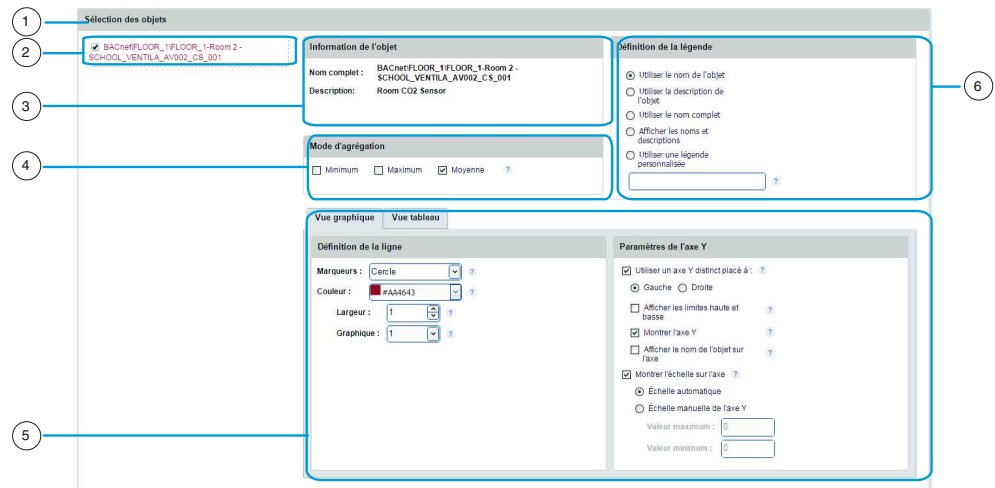 1
Sélection des objets
2
BACnet\FLOOR_1\FLOOR_1-Room 2 -
SCHOOL_VENTILA_AV002_CS_001
3
Information de l'objet
Nom complet :
BACnet\FLOOR_1\FLOOR_1-Room 2 -
SCHOOL_VENTILA_AV002_CS_001
Description:
Room CO2 Sensor
4
Mode d'agrégation
Minimum
Maximum
Moyenne
?
6
Définition de la légende
Utiliser le nom de l'objet
Utiliser la description de
l'objet
Utiliser le nom complet
Afficher les noms et
descriptions
Utiliser une légende
personnalisée
?
5
Vue graphique
Vue tableau
Définition de la ligne
Marqueurs :
Cercle
?
Couleur :
#AA4643
?
Largeur :
1
?
Graphique :
1
?
Paramètres de l'axe Y
Utiliser un axe Y distinct placé à :
?
Gauche
Droite
Afficher les limites haute et
basse
?
Montrer l'axe Y
?
Afficher le nom de l'objet sur
l'axe
?
Montrer l'échelle sur l'axe
?
Échelle automatique
Échelle manuelle de l'axe Y
Valeur maximum :
0
Valeur minimum :
0